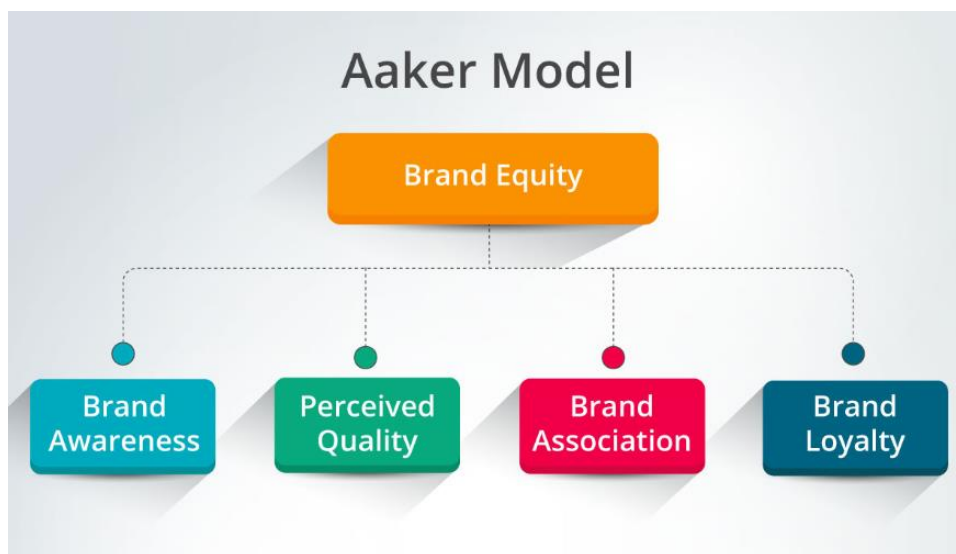 Aaker Model
Brand Equity
Brand
Awareness
Perceived
Quality
Brand
Association
Brand
Loyalty